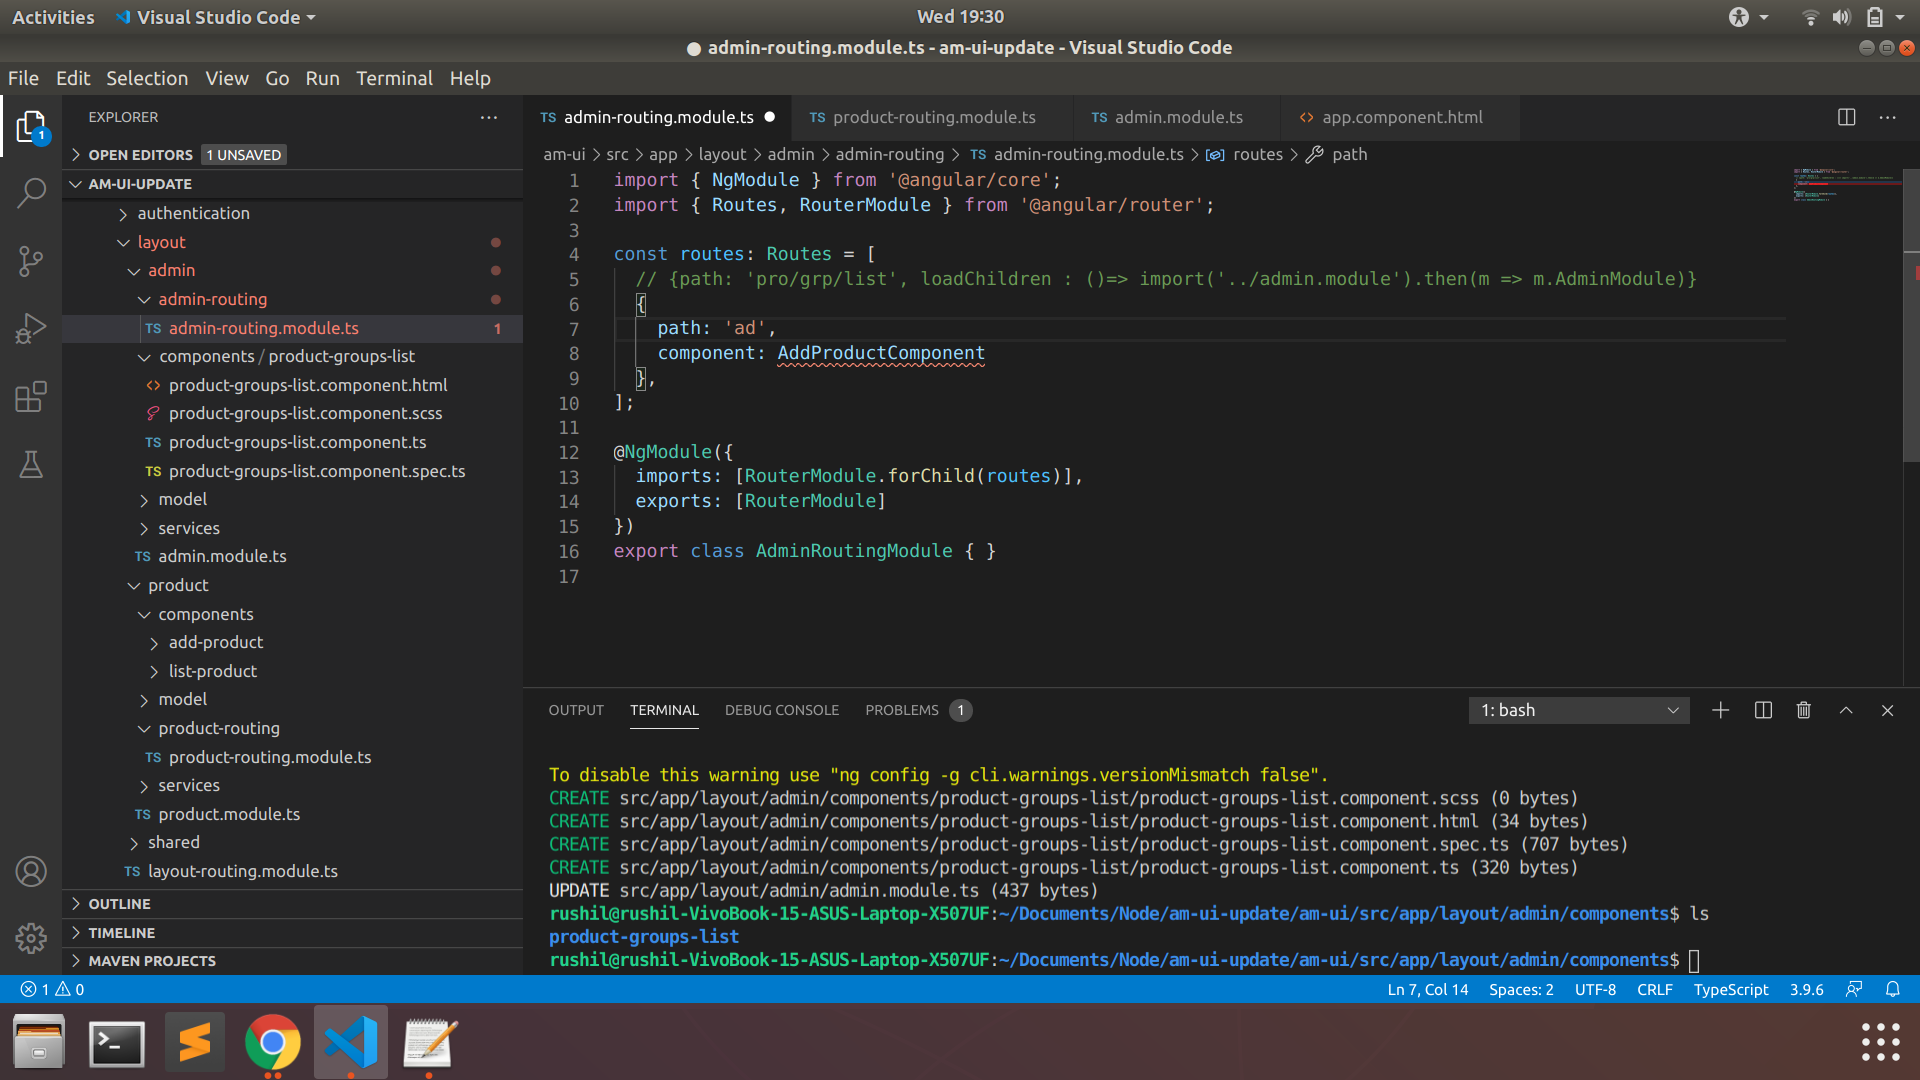 Activities
Visual Studio Code
Wed 19:30
● admin-routing.module.ts - am-ui-update - Visual Studio Code
File Edit Selection View Go Run Terminal Help
1
EXPLORER
OPEN EDITORS 1 UNSAVED
AM-UI-UPDATE
authentication
layout
admin
admin-routing
TS admin-routing.module.ts 1
components / product-groups-list
<> product-groups-list.component.html
product-groups-list.component.scss
TS product-groups-list.component.ts
TS product-groups-list.component.spec.ts
model
services
TS admin.module.ts
product
components
add-product
list-product
model
product-routing
TS product-routing.module.ts
services
TS product.module.ts
shared
TS layout-routing.module.ts
OUTLINE
TIMELINE
MAVEN PROJECTS
TS admin-routing.module.ts ●
TS product-routing.module.ts
TS admin.module.ts
<> app.component.html
am-ui > src > app > layout > admin > admin-routing > TS admin-routing.module.ts > routes > path
1 import { NgModule } from '@angular/core';
2 import { Routes, RouterModule } from '@angular/router';
3
4 const routes: Routes = [
5 // {path: 'pro/grp/list', loadChildren : ()=> import('../admin.module').then(m => m.AdminModule)}
6 {
7 path: 'ad',
8 component: AddProductComponent
9 },
10 ];
11
12 @NgModule({
13 imports: [RouterModule.forChild(routes)],
14 exports: [RouterModule]
15 })
16 export class AdminRoutingModule { }
17
OUTPUT TERMINAL DEBUG CONSOLE PROBLEMS 1
1: bash
To disable this warning use "ng config -g cli.warnings.versionMismatch false".
CREATE src/app/layout/admin/components/product-groups-list/product-groups-list.component.scss (0 bytes)
CREATE src/app/layout/admin/components/product-groups-list/product-groups-list.component.html (34 bytes)
CREATE src/app/layout/admin/components/product-groups-list/product-groups-list.component.spec.ts (707 bytes)
CREATE src/app/layout/admin/components/product-groups-list/product-groups-list.component.ts (320 bytes)
UPDATE src/app/layout/admin/admin.module.ts (437 bytes)
rushil@rushil-VivoBook-15-ASUS-Laptop-X507UF:~/Documents/Node/am-ui-update/am-ui/src/app/layout/admin/components$ ls
product-groups-list
rushil@rushil-VivoBook-15-ASUS-Laptop-X507UF:~/Documents/Node/am-ui-update/am-ui/src/app/layout/admin/components$
1 0
Ln 7, Col 14 Spaces: 2 UTF-8 CRLF TypeScript 3.9.6